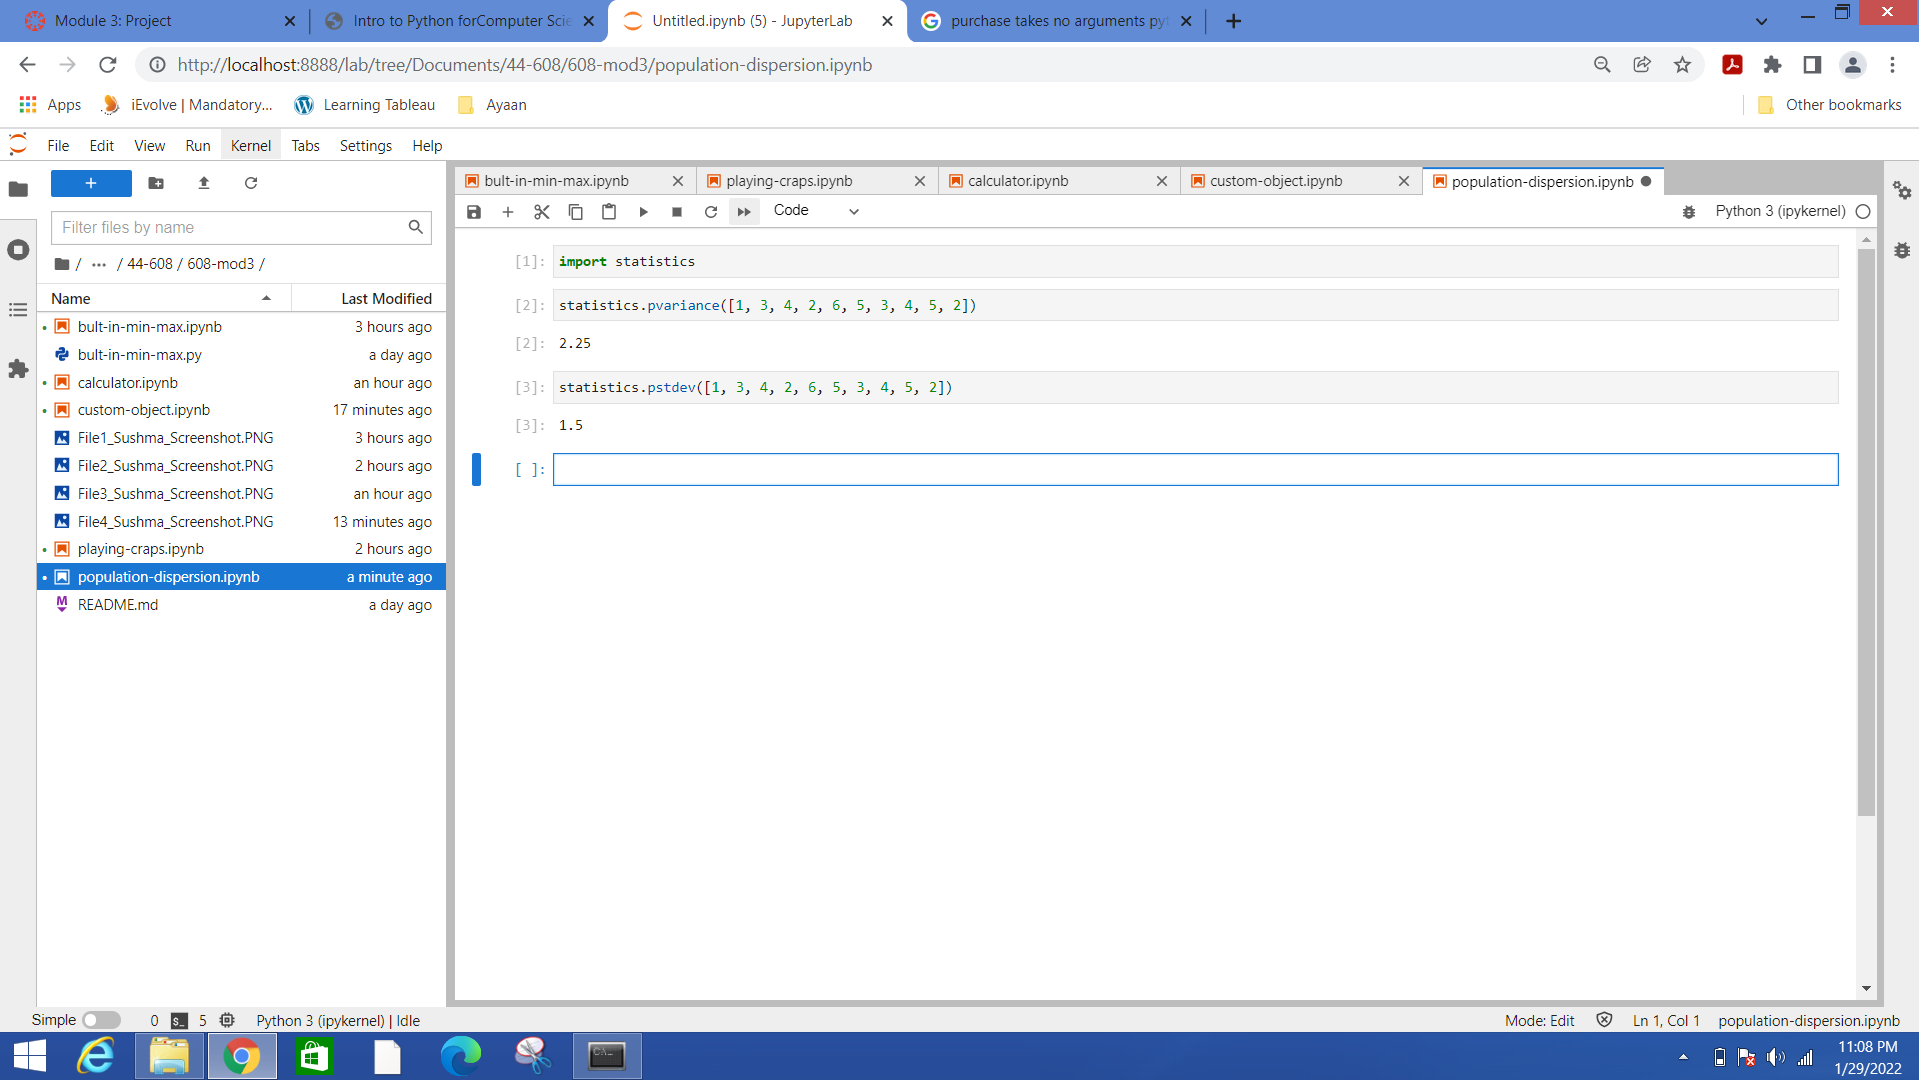 Module 3: Project
Intro to Python forComputer Scie
Untitled.ipynb (5) - JupyterLab
purchase takes no arguments pyt
http://localhost:8888/lab/tree/Documents/44-608/608-mod3/population-dispersion.ipynb
Apps
iEvolve | Mandatory...
Learning Tableau
Ayaan
Other bookmarks
File Edit View Run Kernel Tabs Settings Help
+
Filter files by name
/ ... / 44-608 / 608-mod3 /
Name Last Modified
bult-in-min-max.ipynb 3 hours ago
bult-in-min-max.py a day ago
calculator.ipynb an hour ago
custom-object.ipynb 17 minutes ago
File1_Sushma_Screenshot.PNG 3 hours ago
File2_Sushma_Screenshot.PNG 2 hours ago
File3_Sushma_Screenshot.PNG an hour ago
File4_Sushma_Screenshot.PNG 13 minutes ago
playing-craps.ipynb 2 hours ago
population-dispersion.ipynb a minute ago
README.md a day ago
bult-in-min-max.ipynb
playing-craps.ipynb
calculator.ipynb
custom-object.ipynb
population-dispersion.ipynb
Code
Python 3 (ipykernel)
[1]: import statistics
[2]: statistics.pvariance([1, 3, 4, 2, 6, 5, 3, 4, 5, 2])
[2]: 2.25
[3]: statistics.pstdev([1, 3, 4, 2, 6, 5, 3, 4, 5, 2])
[3]: 1.5
[ ]:
Simple 0 5 Python 3 (ipykernel) | Idle
Mode: Edit Ln 1, Col 1 population-dispersion.ipynb
11:08 PM
1/29/2022